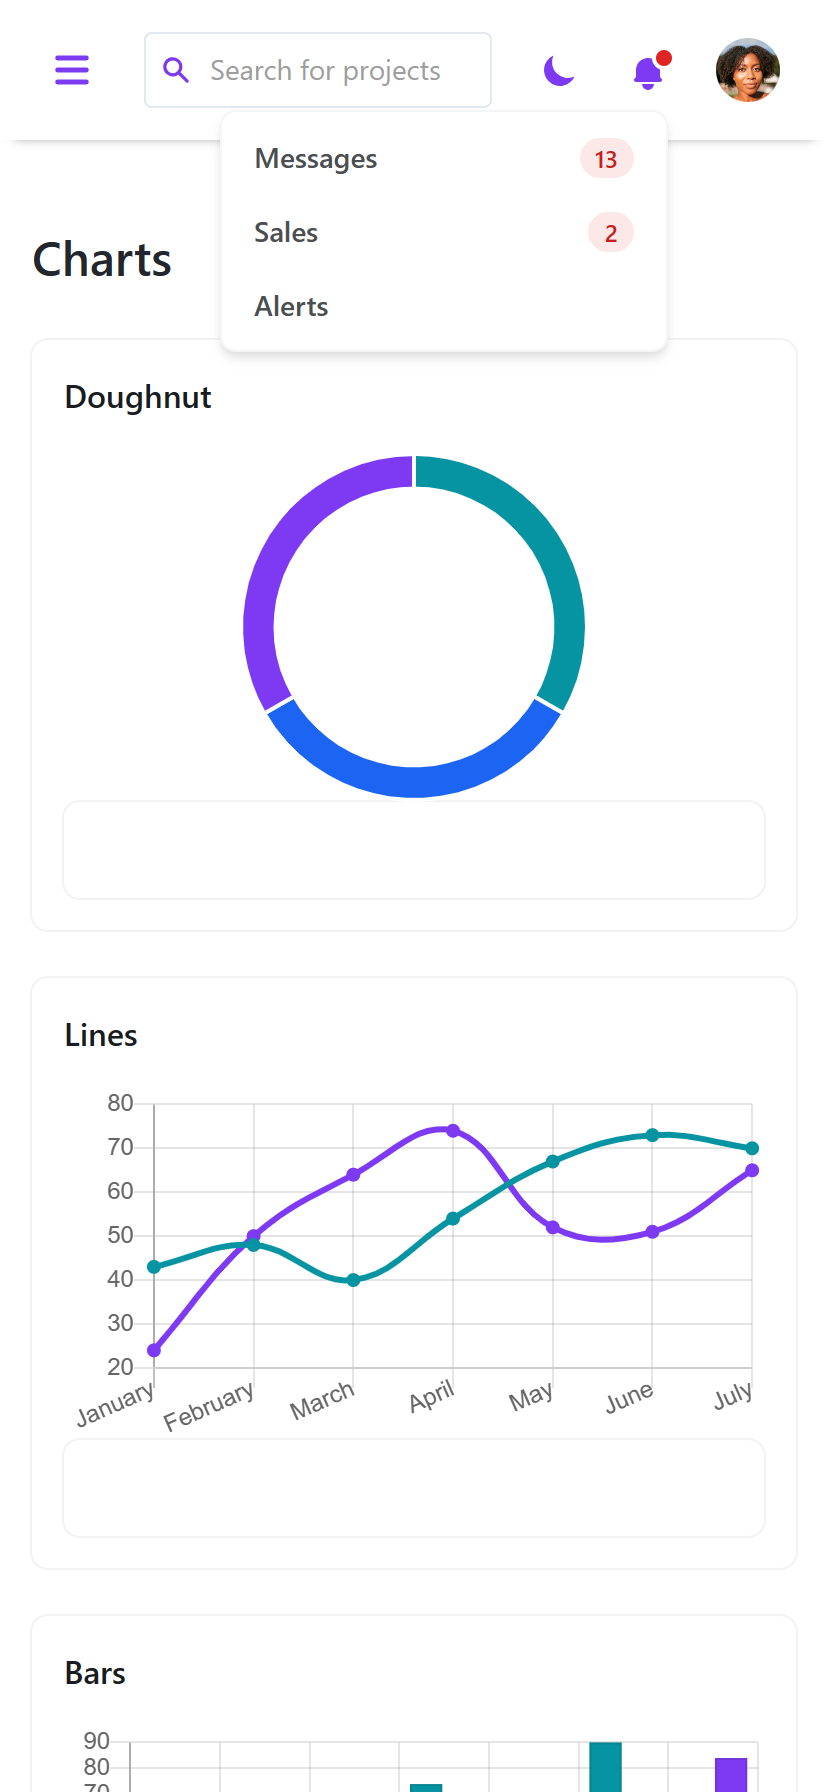 Search for projects
Messages 13
Sales 2
Alerts
Charts
Doughnut
Lines
80
70
60
50
40
30
20
January February March April May June July
Bars
90
80
70